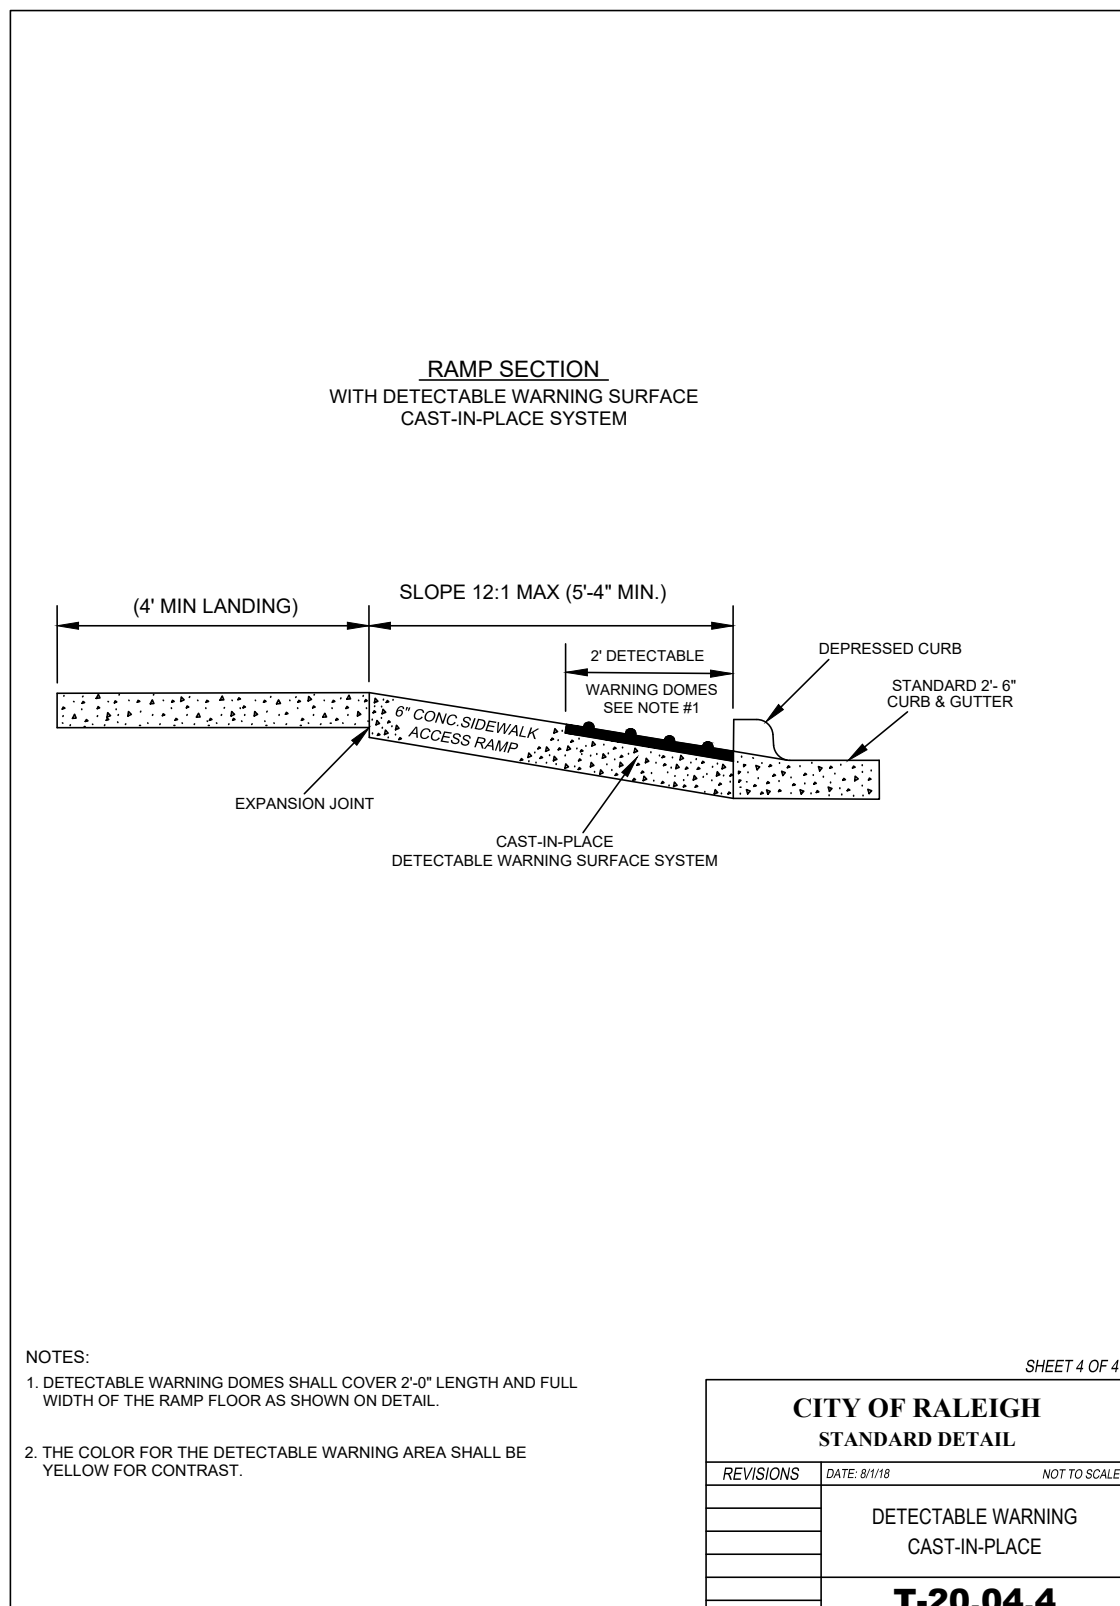 RAMP SECTION
WITH DETECTABLE WARNING SURFACE
CAST-IN-PLACE SYSTEM
(4' MIN LANDING)
SLOPE 12:1 MAX (5'-4" MIN.)
2' DETECTABLE
WARNING DOMES
SEE NOTE #1
DEPRESSED CURB
STANDARD 2'- 6"
CURB & GUTTER
6" CONC.SIDEWALK
ACCESS RAMP
EXPANSION JOINT
CAST-IN-PLACE
DETECTABLE WARNING SURFACE SYSTEM
NOTES:
1. DETECTABLE WARNING DOMES SHALL COVER 2'-0" LENGTH AND FULL
WIDTH OF THE RAMP FLOOR AS SHOWN ON DETAIL.
2. THE COLOR FOR THE DETECTABLE WARNING AREA SHALL BE
YELLOW FOR CONTRAST.
SHEET 4 OF 4
CITY OF RALEIGH
STANDARD DETAIL
REVISIONS DATE: 8/1/18 NOT TO SCALE
DETECTABLE WARNING
CAST-IN-PLACE
T-20.04.4